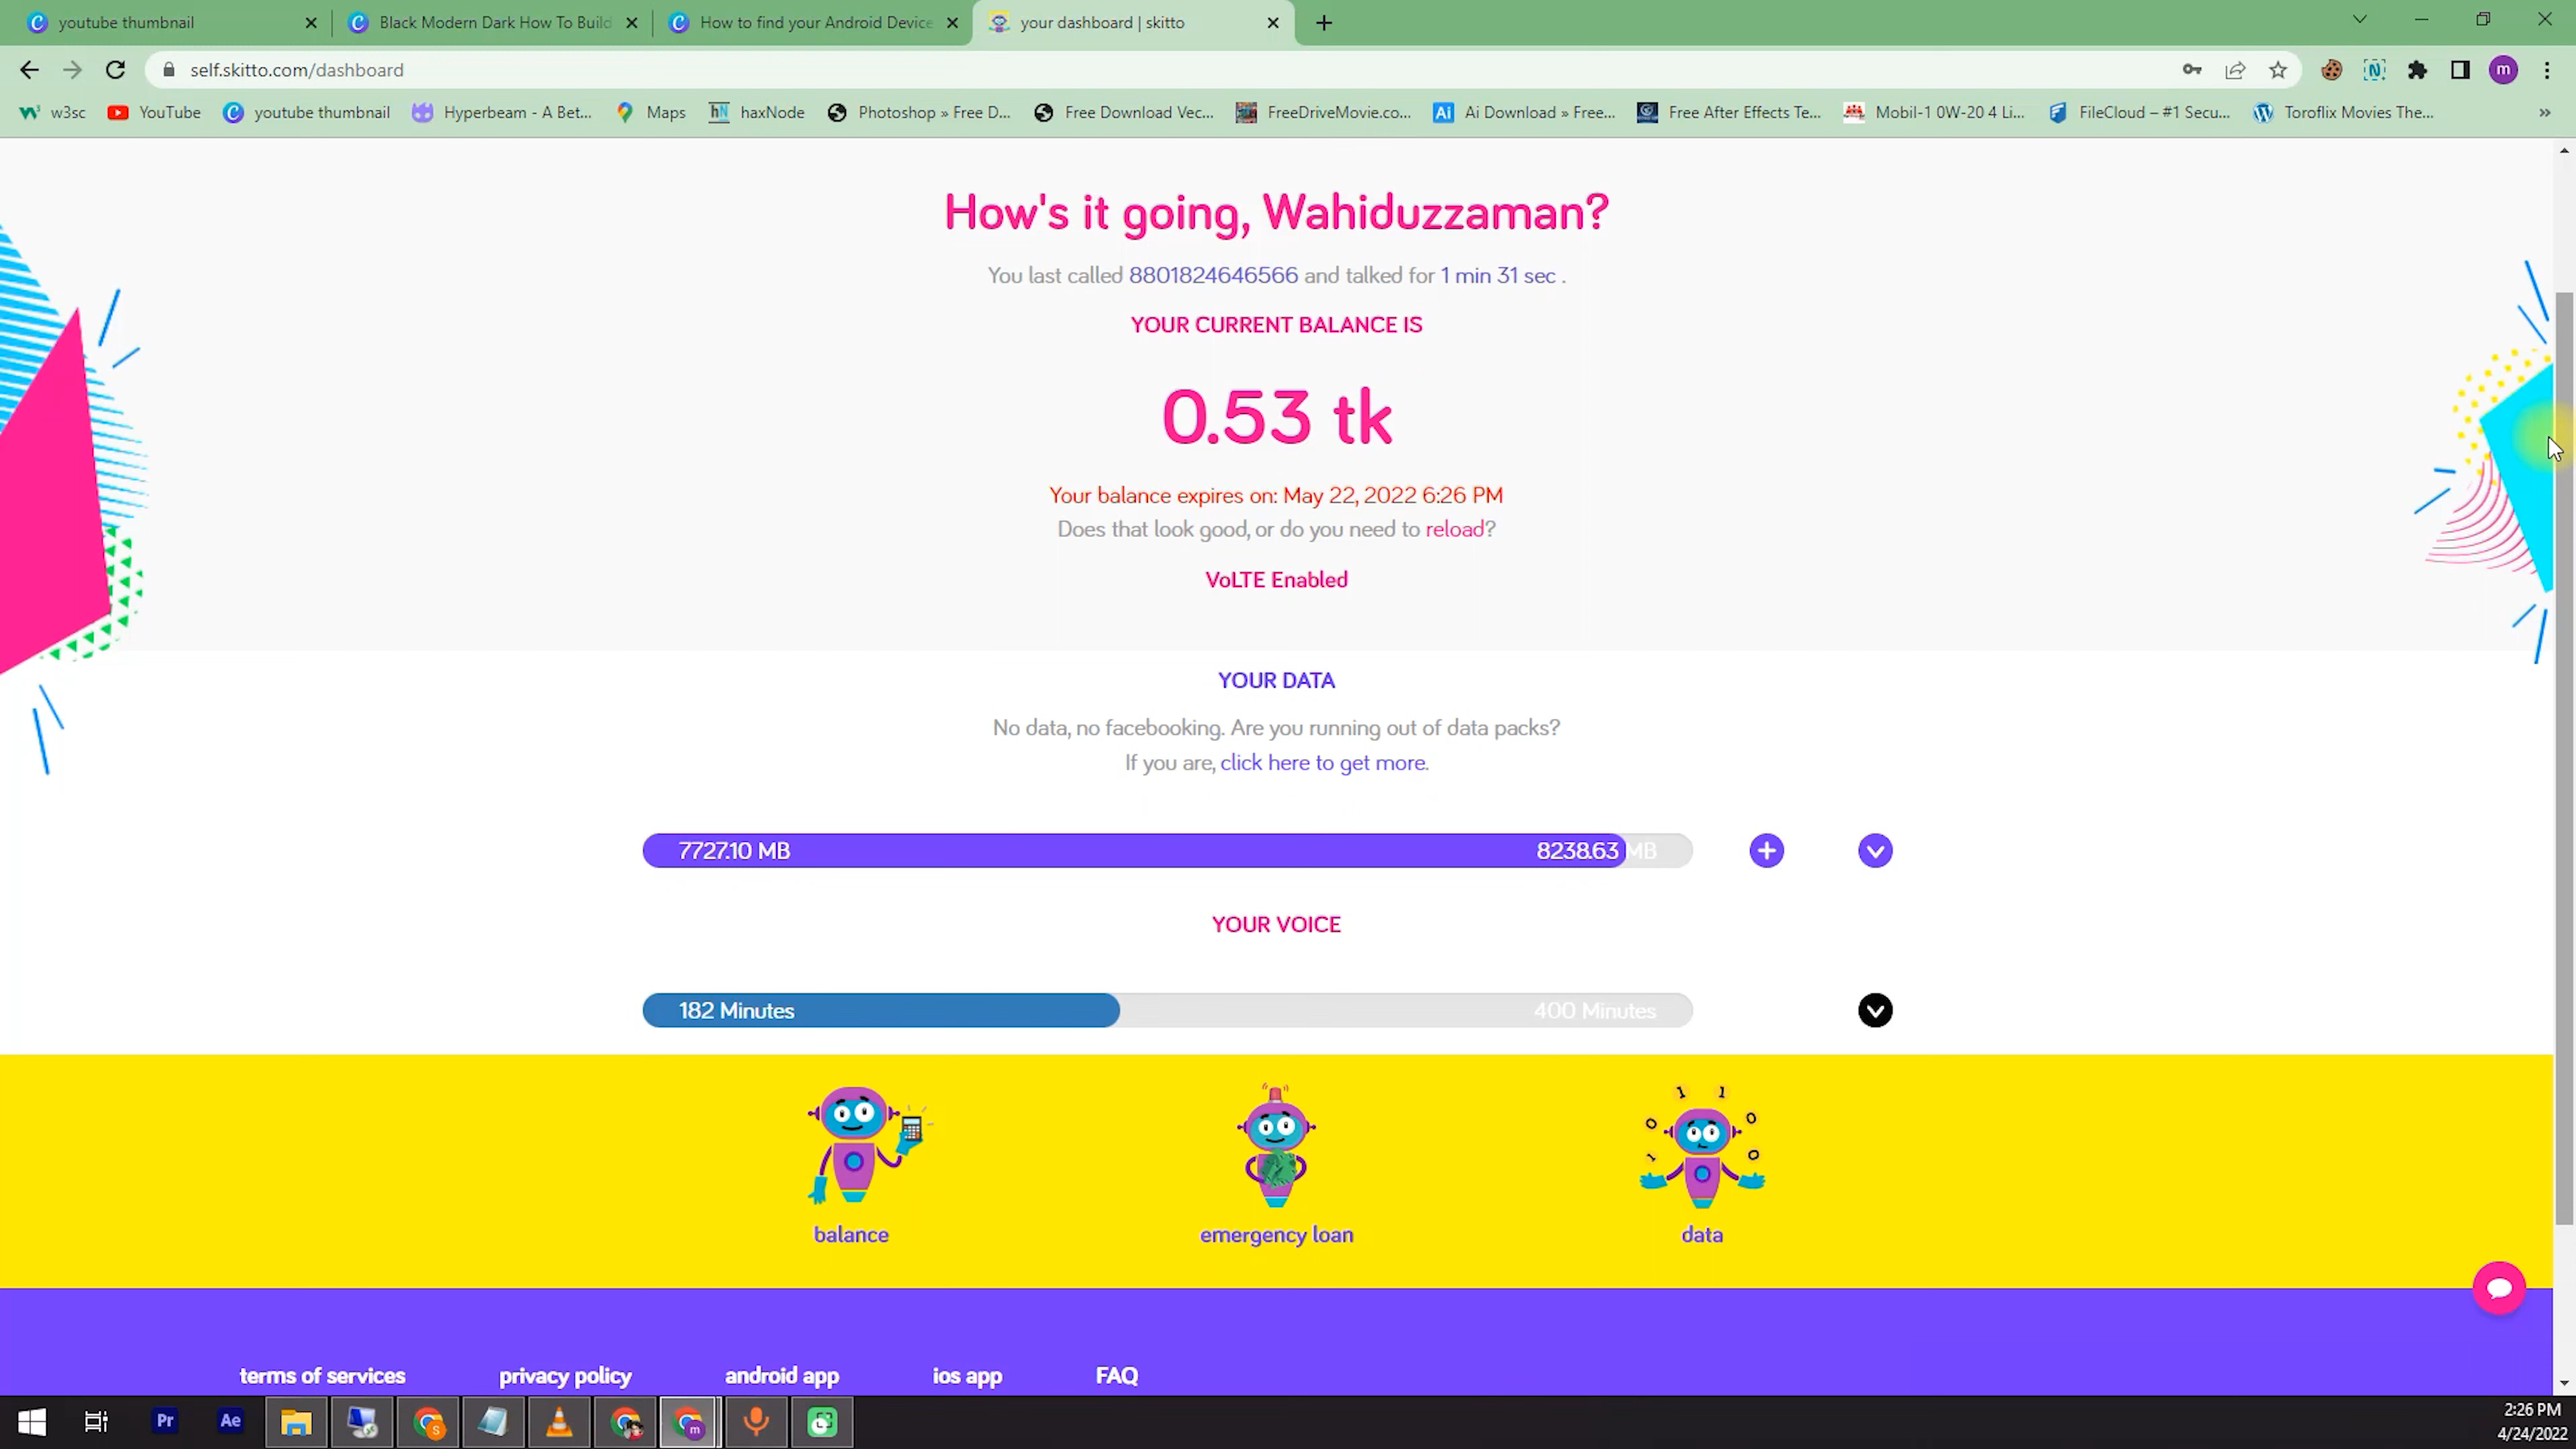 youtube thumbnail
Black Modern Dark How To Build
How to find your Android Device
your dashboard | skitto
self.skitto.com/dashboard
m
w3sc
YouTube
youtube thumbnail
Hyperbeam - A Bet...
Maps
hN haxNode
Photoshop » Free D...
Free Download Vec...
FreeDriveMovie.co...
Ai Ai Download » Free...
Free After Effects Te...
Mobil-1 0W-20 4 Li...
FileCloud – #1 Secu...
Toroflix Movies The...
How's it going, Wahiduzzaman?
You last called 8801824646566 and talked for 1 min 31 sec .
YOUR CURRENT BALANCE IS
0.53 tk
Your balance expires on: May 22, 2022 6:26 PM
Does that look good, or do you need to reload?
VoLTE Enabled
YOUR DATA
No data, no facebooking. Are you running out of data packs?
If you are, click here to get more.
7727.10 MB 8238.63 MB
YOUR VOICE
182 Minutes 400 Minutes
balance
emergency loan
data
terms of services
privacy policy
android app
ios app
FAQ
Pr
Ae
2:26 PM
4/24/2022